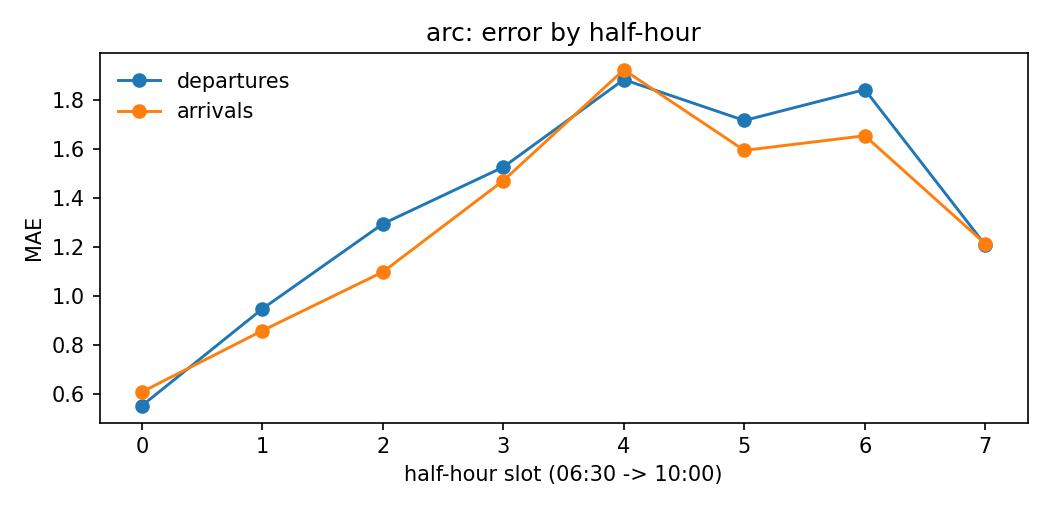 arc: error by half-hour
departures
arrivals
MAE
1.8
1.6
1.4
1.2
1.0
0.8
0.6
0 1 2 3 4 5 6 7
half-hour slot (06:30 -> 10:00)